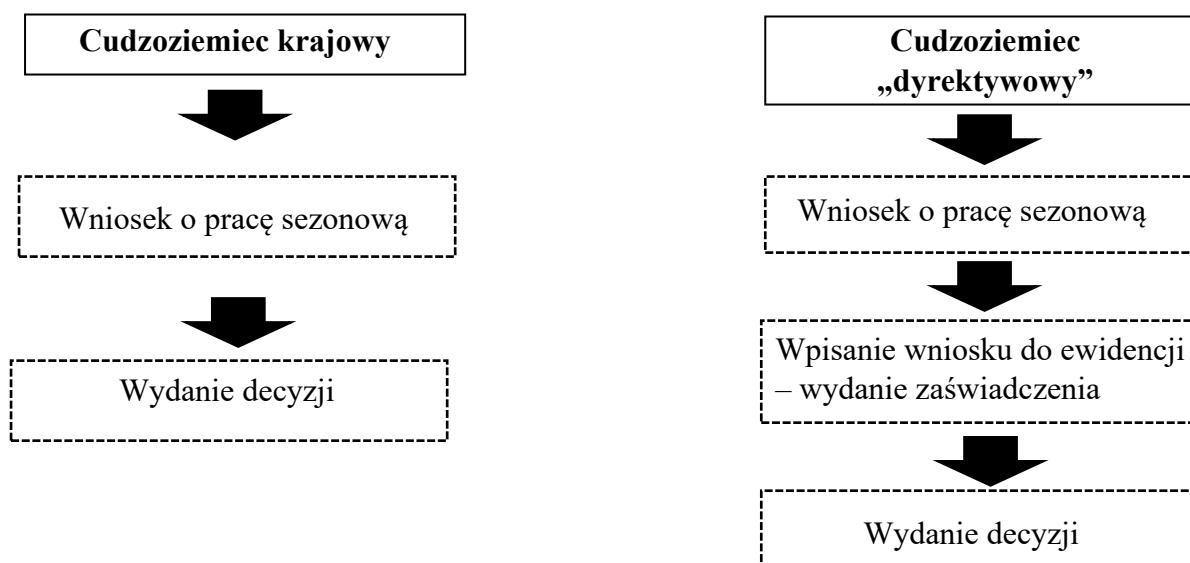 Cudzoziemiec krajowy
Wniosek o pracę sezonową
Wydanie decyzji
Cudzoziemiec
„dyrektywowy”
Wniosek o pracę sezonową
Wpisanie wniosku do ewidencji
– wydanie zaświadczenia
Wydanie decyzji